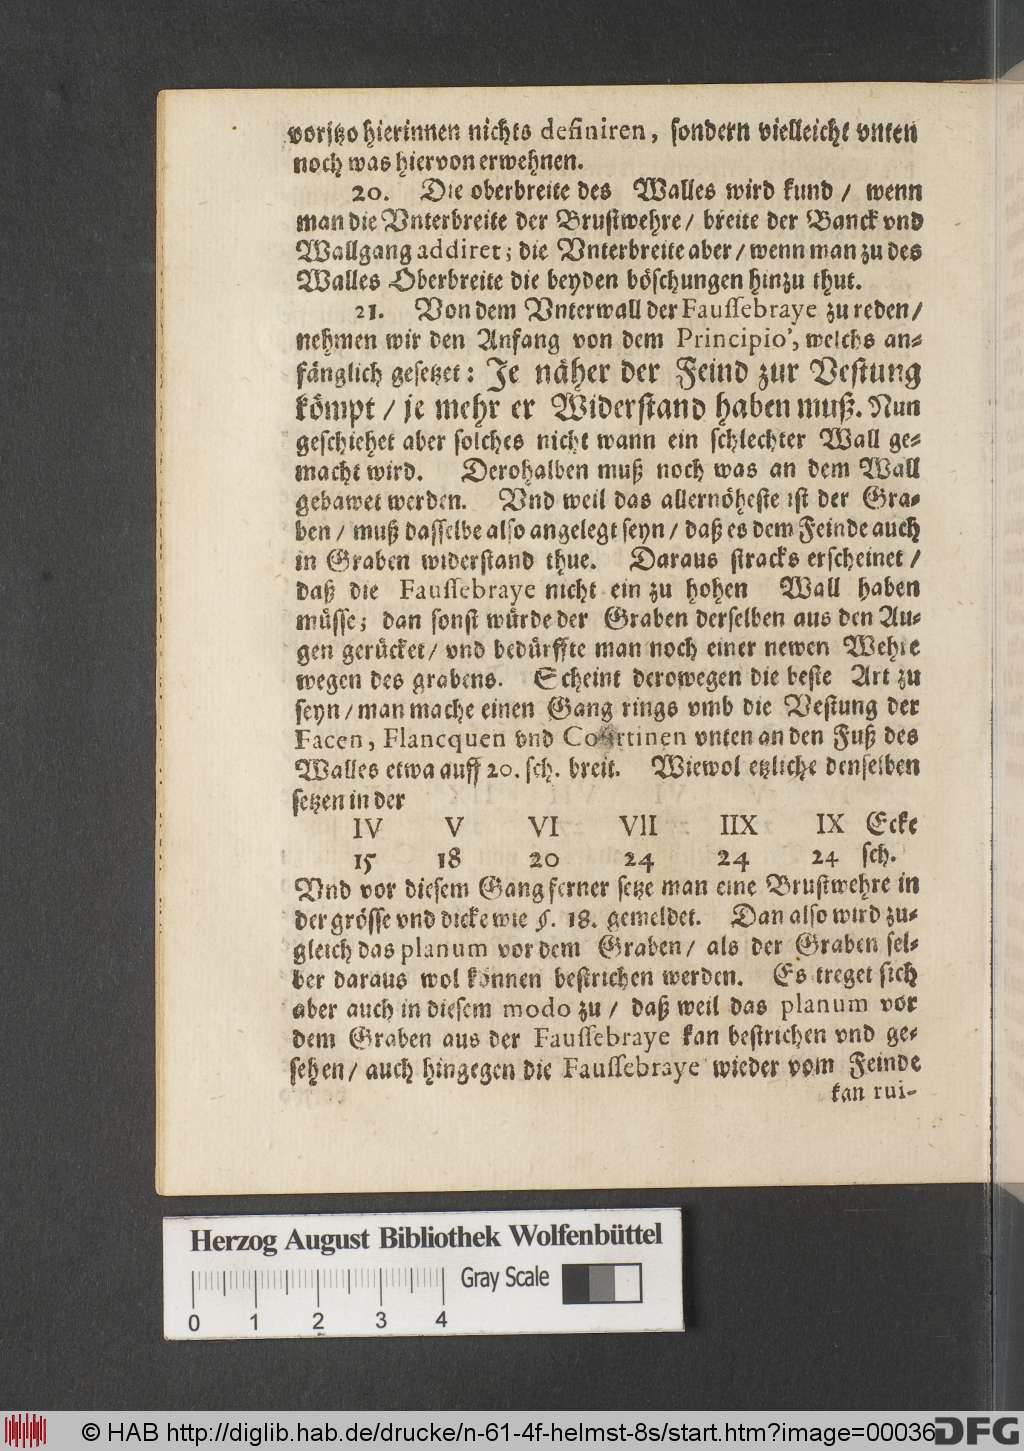 vorjtzo hierinnen nichts definiren, sondern vielleicht vnten
noch was hiervon erwehnen.
20. Die oberbreite des Walles wird kund / wenn
man die Vnterbreite der Brustwehre / breite der Banck vnd
Wallgang addiret; die Vnterbreite aber / wenn man zu des
Walles Oberbreite die beyden böschungen hinzu thut.
21. Von dem Vnterwall der Faussebraye zu reden /
nehmen wir den Anfang von dem Principio, welchs an-
fänglich gesetzet: Je näher der Feind zur Vestung
kömpt / je mehr er Widerstand haben muß. Nun
geschiehet aber solches nicht wann ein schlechter Wall ge-
macht wird. Derohalben muß noch was an dem Wall
gebawet werden. Vnd weil das allernöheste ist der Gra-
ben / muß dasselbe also angelegt seyn / daß es dem Feinde auch
in Graben widerstand thue. Daraus stracks erscheinet /
daß die Faussebraye nicht ein zu hohen Wall haben
müsse; dan sonst würde der Graben derselben aus den Au-
gen gerücket / vnd bedürffte man noch einer newen Wehre
wegen des grabens. Scheint derowegen die beste Art zu
seyn / man mache einen Gang rings vmb die Vestung der
Facen, Flancquen vnd Courtinen vnten an den Fuß des
Walles etwa auff 20. sch. breit. Wiewol etzliche denselben
setzen in der
IV V VI VII IIX IX Ecke
15 18 20 24 24 24 sch.
Vnd vor diesem Gang ferner setze man eine Brustwehre in
der grösse vnd dicke wie §. 18. gemeldet. Dan also wird zu-
gleich das planum vor dem Graben / als der Graben sel-
ber daraus wol können bestrichen werden. Es treget sich
aber auch in diesem modo zu / daß weil das planum vor
dem Graben aus der Faussebraye kan bestrichen vnd ge-
sehen / auch hingegen die Faussebraye wieder vom Feinde
kan rui-
Herzog August Bibliothek Wolfenbüttel
Gray Scale
0 1 2 3 4
© HAB http://diglib.hab.de/drucke/n-61-4f-helmst-8s/start.htm?image=00036
DFG